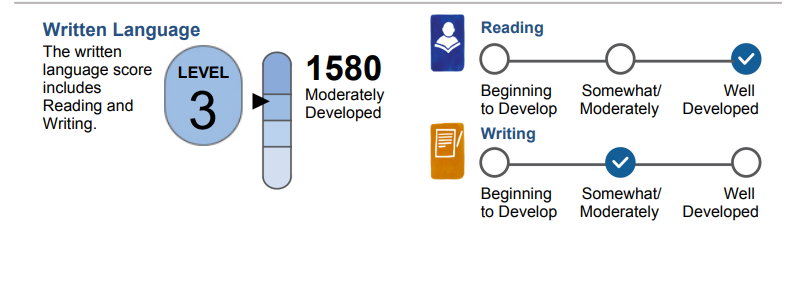 Written Language
The written
language score
includes
Reading and
Writing.
LEVEL
3
1580
Moderately
Developed
Reading
Beginning
to Develop
Somewhat/
Moderately
Well
Developed
Writing
Beginning
to Develop
Somewhat/
Moderately
Well
Developed